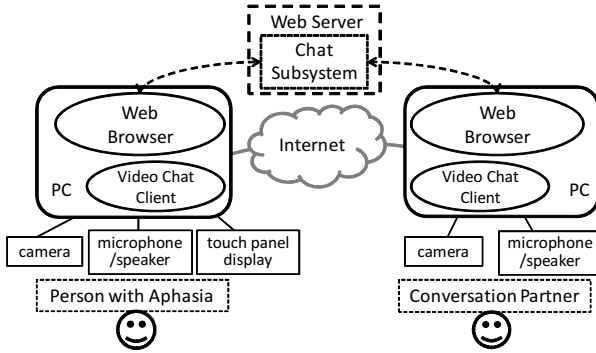 Web Server
Chat
Subsystem
Web
Browser
Internet
Web
Browser
Video Chat
Client
PC
Video Chat
Client
PC
camera
microphone
/speaker
touch panel
display
camera
microphone
/speaker
Person with Aphasia
Conversation Partner